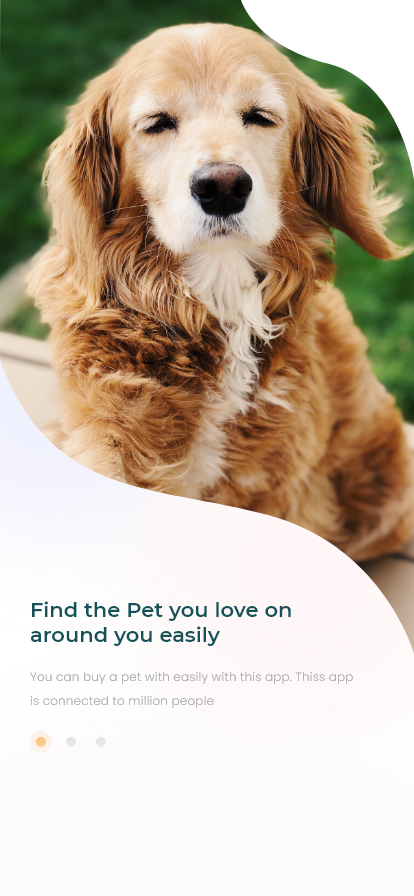 Find the Pet you love on
around you easily
You can buy a pet with easily with this app. Thiss app
is connected to million people